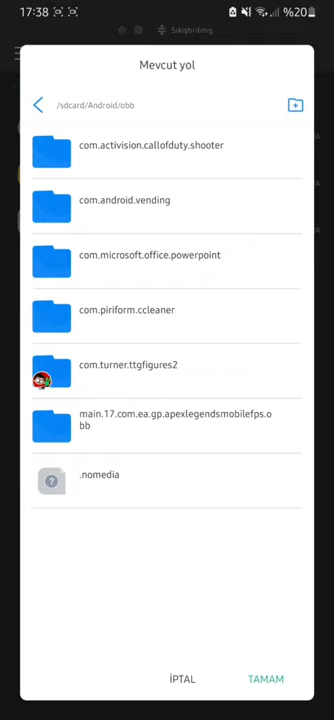 17:38
%20
Sıkıştırılmış
Mevcut yol
/sdcard/Android/obb
com.activision.callofduty.shooter
com.android.vending
com.microsoft.office.powerpoint
com.piriform.ccleaner
com.turner.ttgfigures2
main.17.com.ea.gp.apexlegendsmobilefps.o
bb
.nomedia
İPTAL
TAMAM